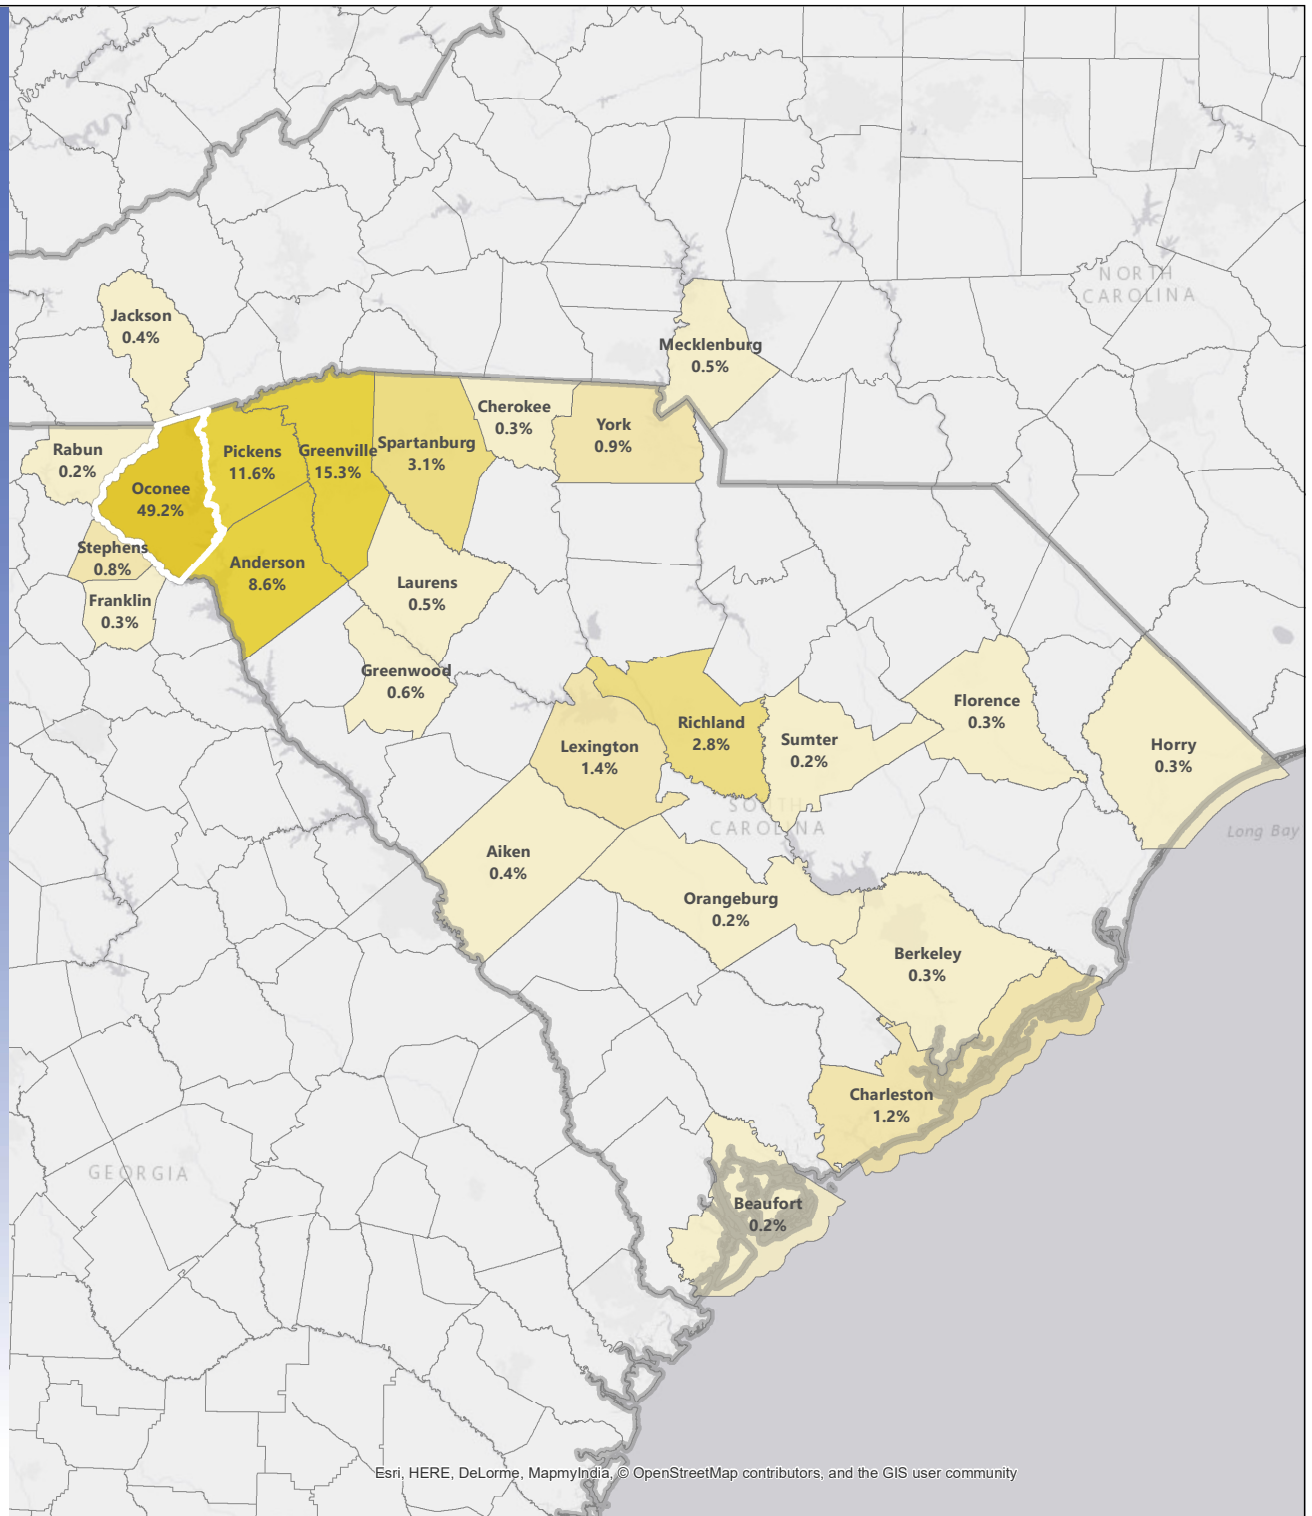 NORTH
CAROLINA
Jackson
0.4%
Mecklenburg
0.5%
Cherokee
0.3%
York
0.9%
Rabun
0.2%
Pickens
11.6%
Greenville
15.3%
Spartanburg
3.1%
Oconee
49.2%
Stephens
0.8%
Anderson
8.6%
Laurens
0.5%
Franklin
0.3%
Greenwood
0.6%
Lexington
1.4%
Richland
2.8%
Sumter
0.2%
Florence
0.3%
Horry
0.3%
SOUTH
CAROLINA
Long Bay
Aiken
0.4%
Orangeburg
0.2%
Berkeley
0.3%
Charleston
1.2%
GEORGIA
Beaufort
0.2%
Esri, HERE, DeLorme, MapmyIndia, © OpenStreetMap contributors, and the GIS user community